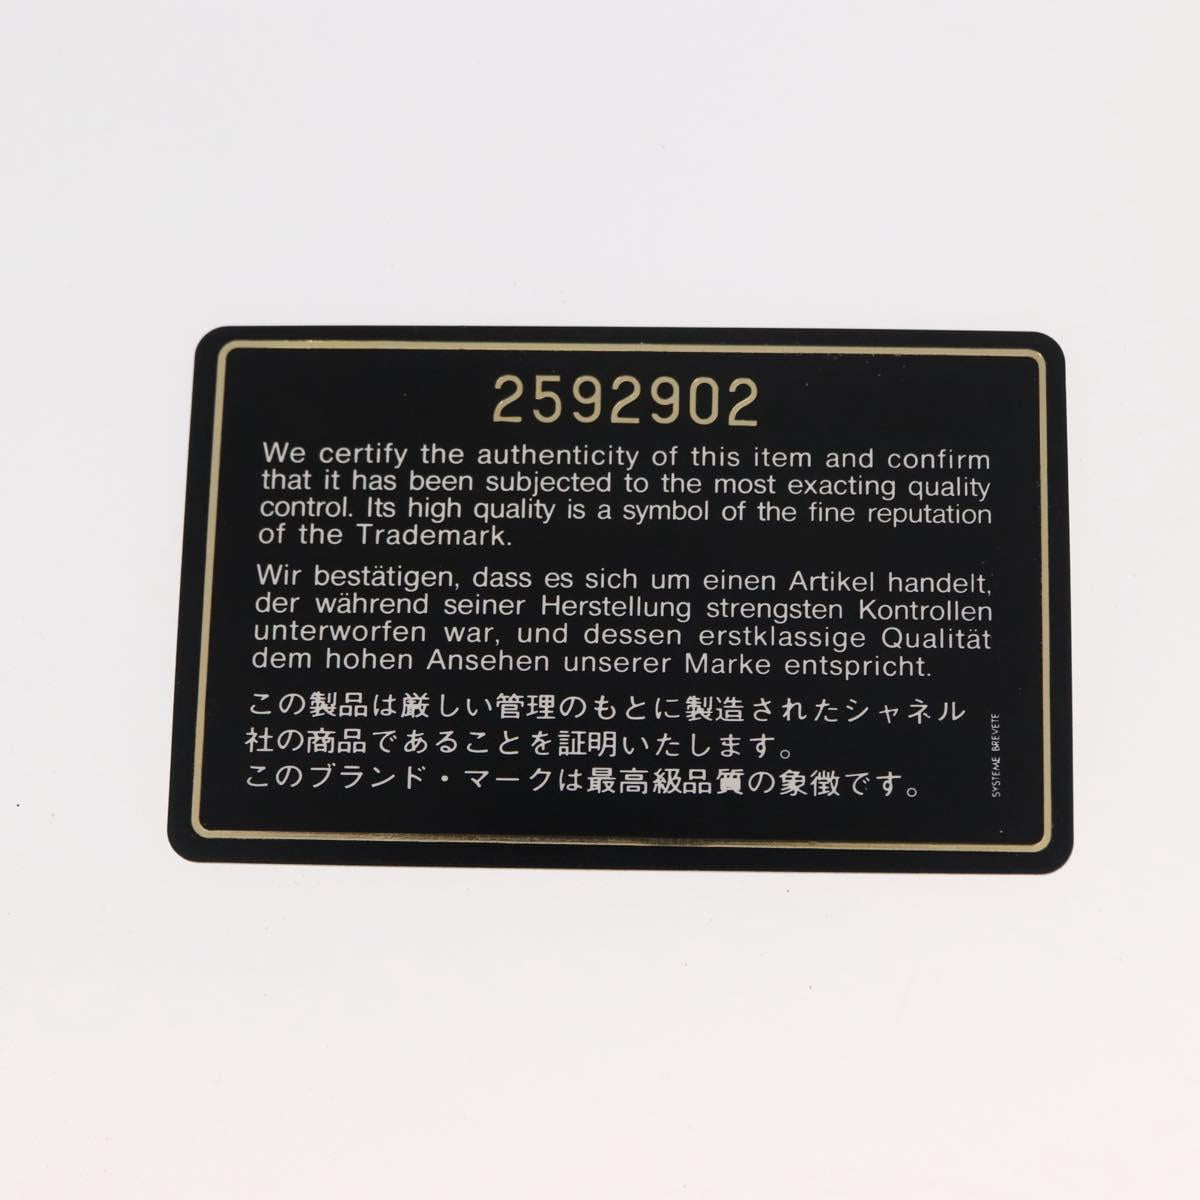 2592902
We certify the authenticity of this item and confirm
that it has been subjected to the most exacting quality
control. Its high quality is a symbol of the fine reputation
of the Trademark.
Wir bestätigen, dass es sich um einen Artikel handelt,
der während seiner Herstellung strengsten Kontrollen
unterworfen war, und dessen erstklassige Qualität
dem hohen Ansehen unserer Marke entspricht.
この製品は厳しい管理のもとに製造されたシャネル
社の商品であることを証明いたします。
このブランド・マークは最高級品質の象徴です。
SYSTEME BREVETE